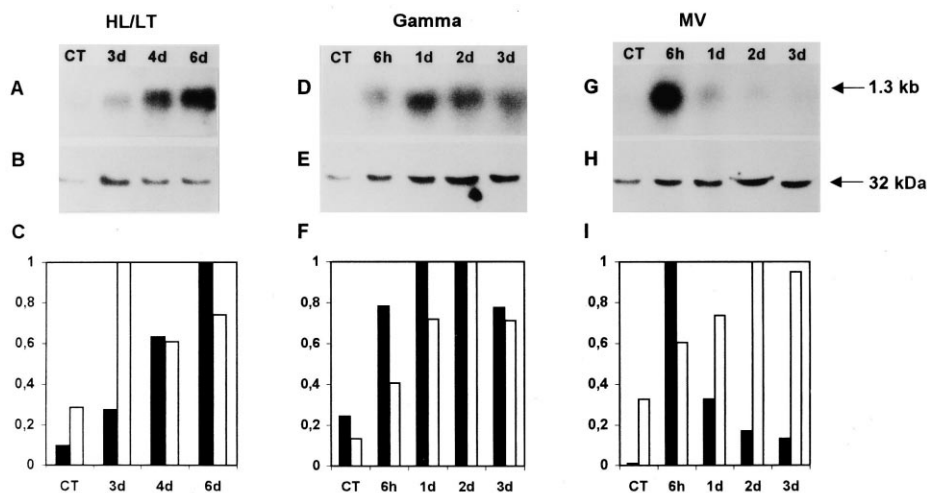 HL/LT Gamma MV
CT 3d 4d 6d CT 6h 1d 2d 3d CT 6h 1d 2d 3d
A D G 1.3 kb
B E H 32 kDa
C F I
1 1 1
0,8 0,8 0,8
0,6 0,6 0,6
0,4 0,4 0,4
0,2 0,2 0,2
0 0 0
CT 3d 4d 6d CT 6h 1d 2d 3d CT 6h 1d 2d 3d